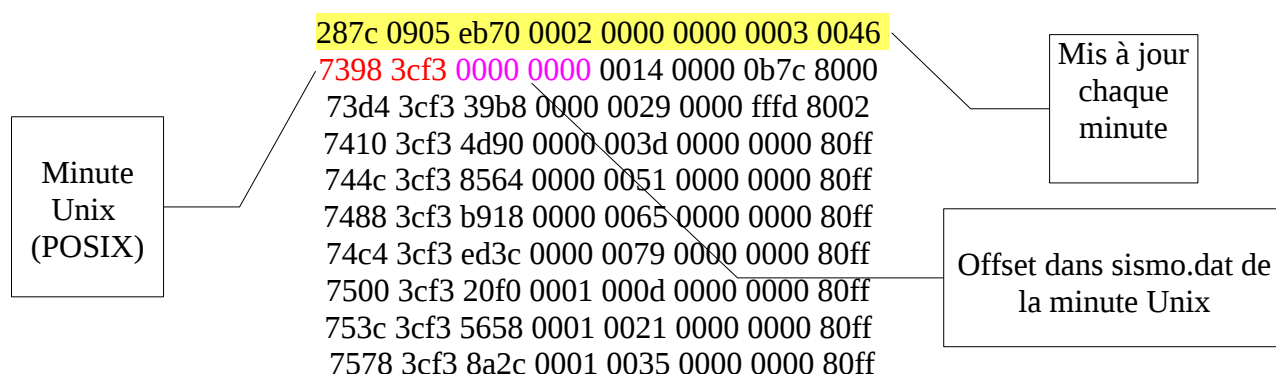 287c 0905 eb70 0002 0000 0000 0003 0046
7398 3cf3 0000 0000 0014 0000 0b7c 8000
73d4 3cf3 39b8 0000 0029 0000 fffd 8002
7410 3cf3 4d90 0000 003d 0000 0000 80ff
744c 3cf3 8564 0000 0051 0000 0000 80ff
7488 3cf3 b918 0000 0065 0000 0000 80ff
74c4 3cf3 ed3c 0000 0079 0000 0000 80ff
7500 3cf3 20f0 0001 000d 0000 0000 80ff
753c 3cf3 5658 0001 0021 0000 0000 80ff
7578 3cf3 8a2c 0001 0035 0000 0000 80ff
Mis à jour
chaque
minute
Minute
Unix
(POSIX)
Offset dans sismo.dat de
la minute Unix